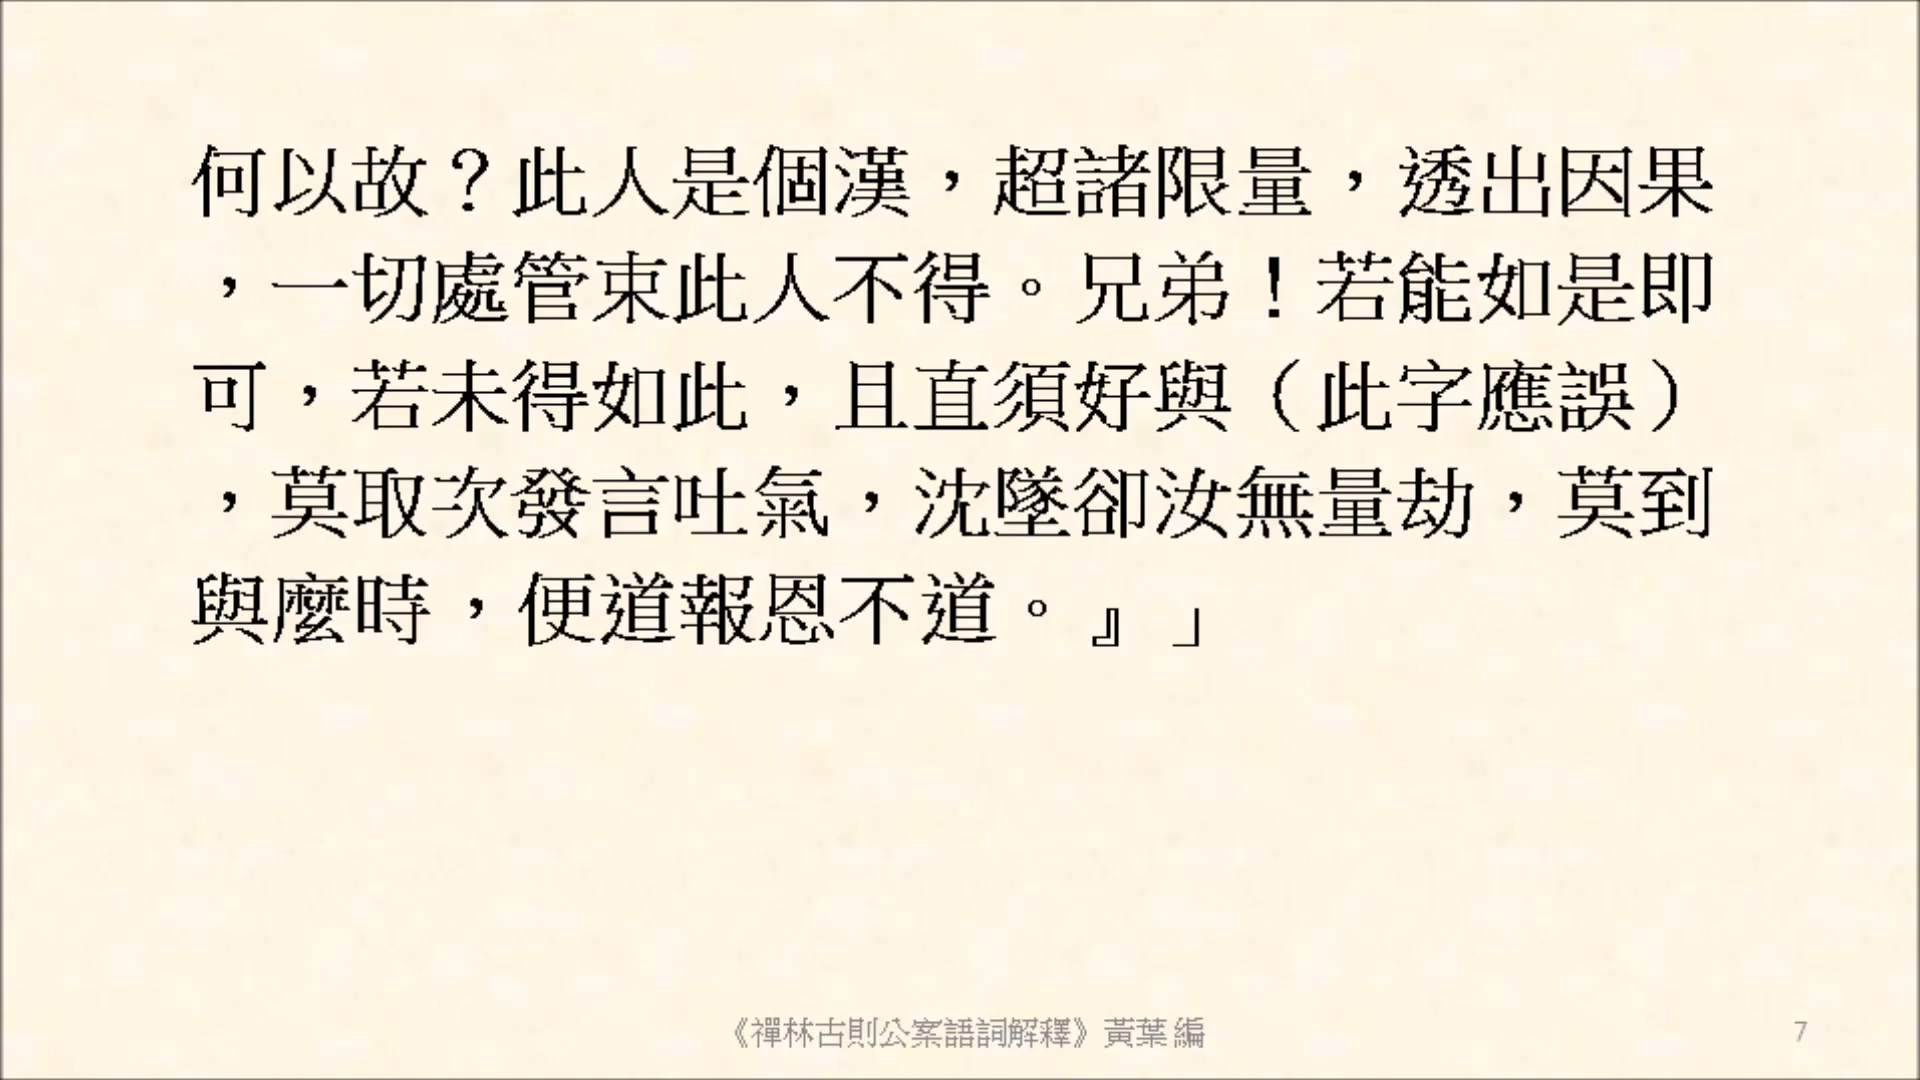 何以故？此人是個漢，超諸限量，透出因果
，一切處管束此人不得。兄弟！若能如是即
可，若未得如此，且直須好與（此字應誤）
，莫取次發言吐氣，沈墜卻汝無量劫，莫到
與麼時，便道報恩不道。』」
《禪林古則公案語詞解釋》黃葉 編
7